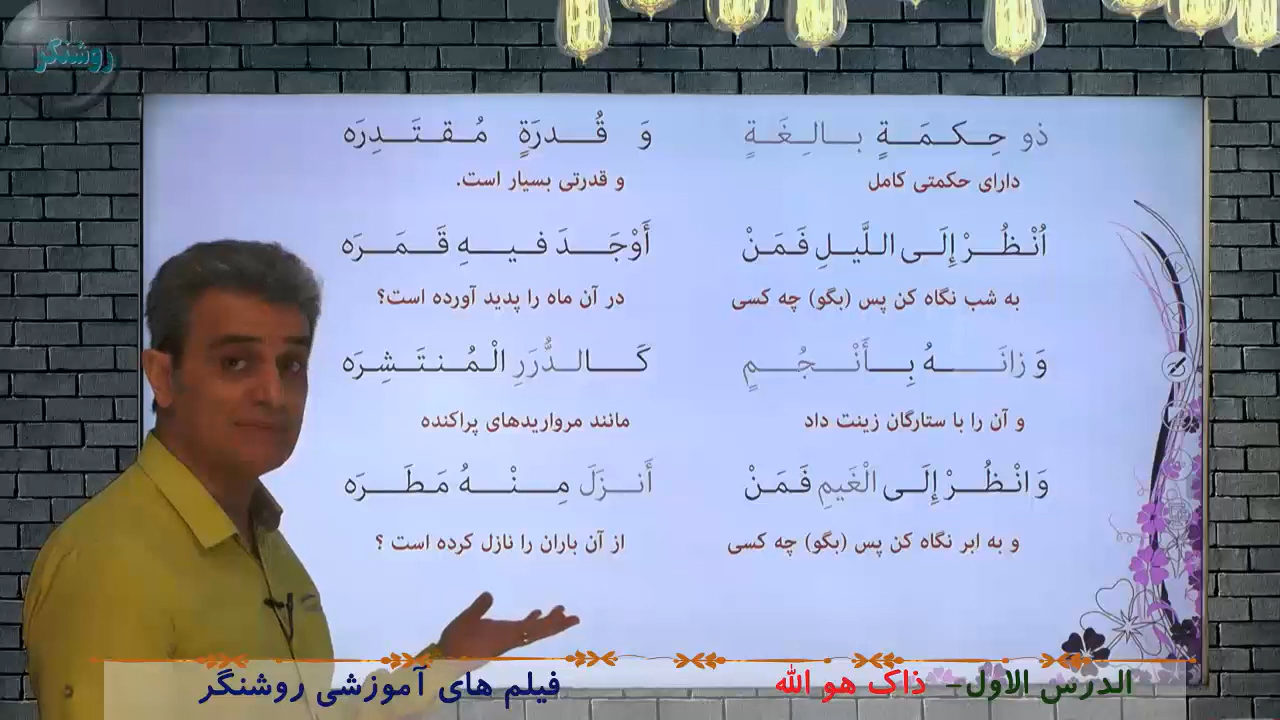 روشنگر
ذو حِکمَةٍ بالِغَةٍ وَ قُدرَةٍ مُقتَدِرَه
دارای حکمتی کامل و قدرتی بسیار است.
اُنْظُرْ إِلَی اللَّیلِ فَمَنْ أَوْجَدَ فیهِ قَمَرَه
به شب نگاه کن پس (بگو) چه کسی در آن ماه را پدید آورده است؟
وَ زانَهُ بِأَنْجُمٍ کَالدُّرَرِ الْمُنتَشِرَه
و آن را با ستارگان زینت داد مانند مرواریدهای پراکنده
وَ انْظُرْ إِلَی الْغَیمِ فَمَنْ أَنزَلَ مِنْهُ مَطَرَه
و به ابر نگاه کن پس (بگو) چه کسی از آن باران را نازل کرده است ؟
الدرس الاول- ذاک هو الله فیلم های آموزشی روشنگر